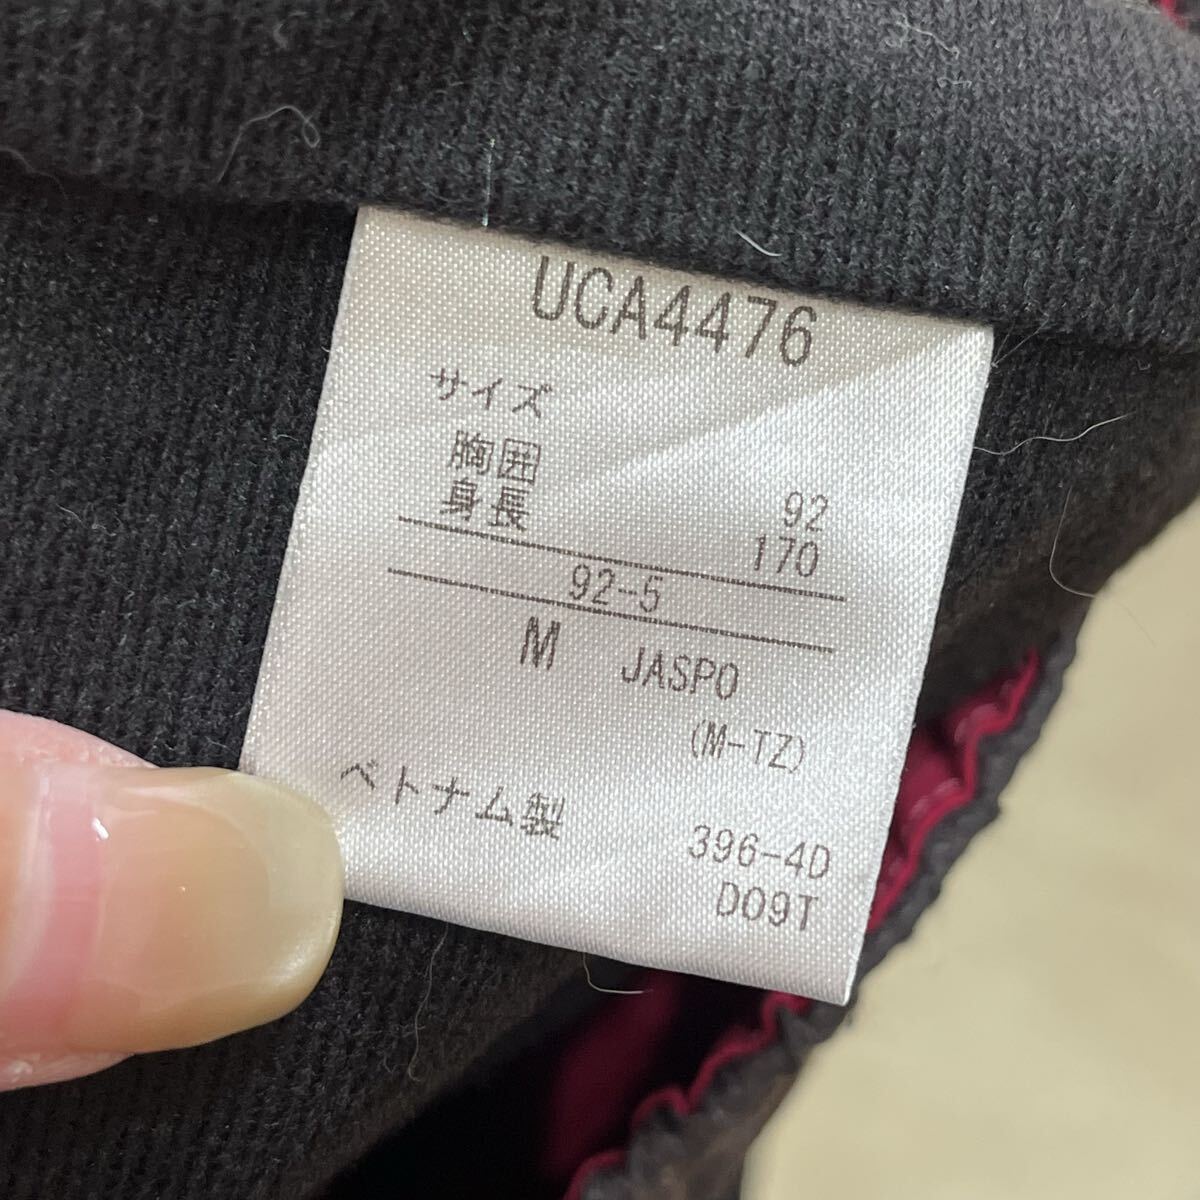 UCA4476
サイズ
胸囲 92
身長 170
92-5
M JASPO
(M-TZ)
ベトナム製
396-4D
D09T